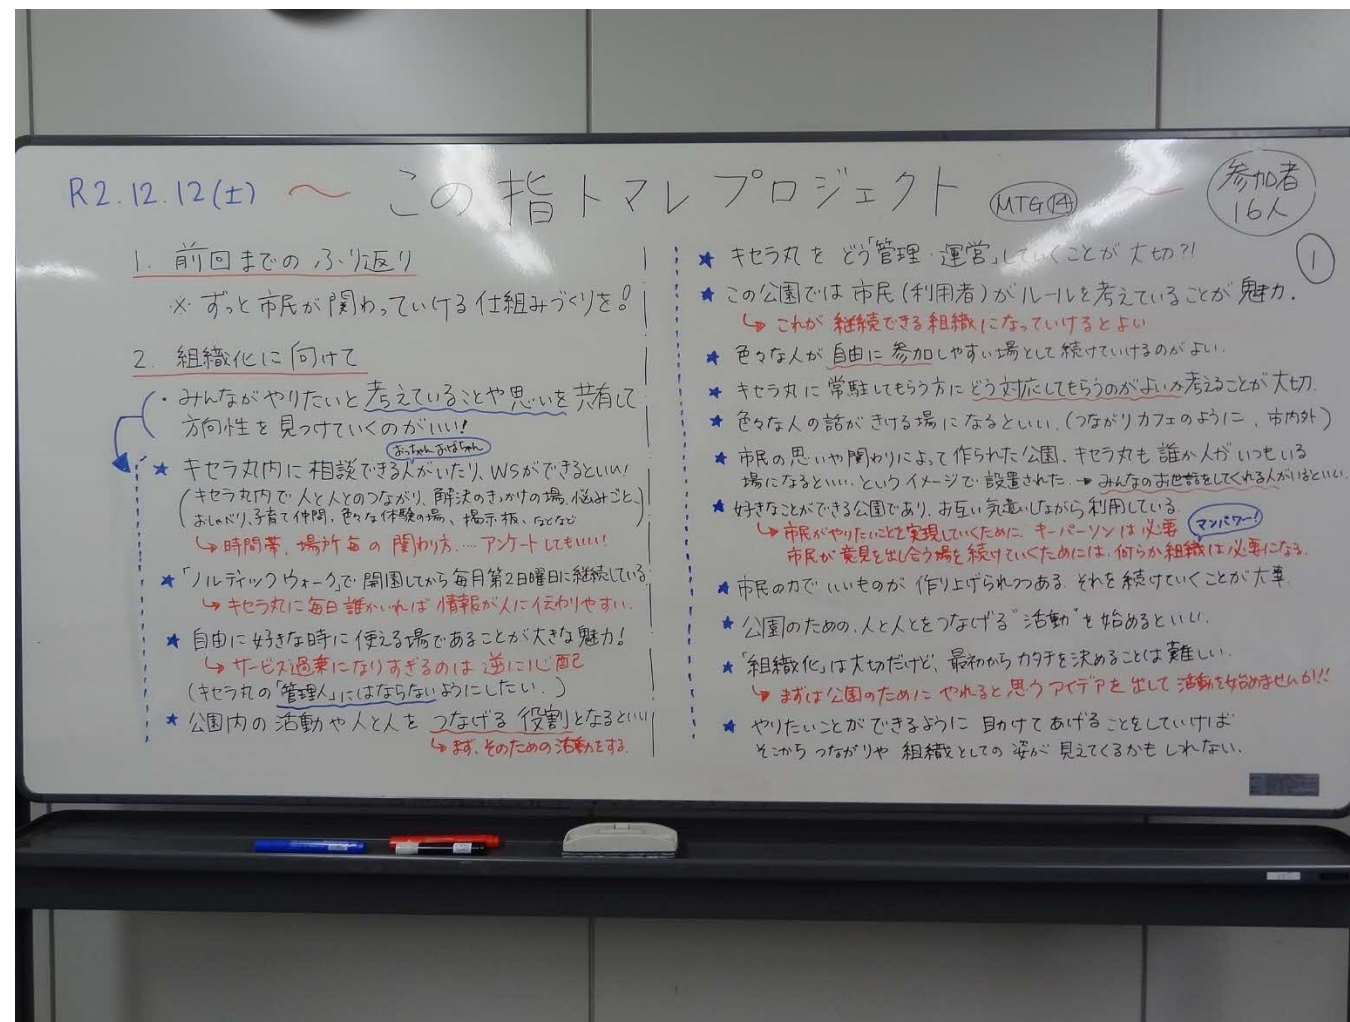 R2.12.12(土) 〜 この指トマレプロジェクト MTG⑭ 〜
参加者
16人
①
1. 前回までのふり返り
※ ずっと市民が関わっていける仕組みづくりを!
2. 組織化に向けて
・みんながやりたいと考えていることや思いを共有して
方向性を見つけていくのがいい!
おっちゃん、おばちゃん
★ キセラ丸内に相談できる人がいたり、WSができるといい!
(キセラ丸内で人と人とのつながり、解決のきっかけの場、悩みごと、
おしゃべり、子育て仲間、色々な体験の場、掲示板、などなど)
↳ 時間帯、場所毎の関わり方....アンケートしてもいい!
★「ノルディックウォーク」で開園してから毎月第2日曜日に継続している
↳ キセラ丸に毎日誰かいれば情報が人に伝わりやすい.
★ 自由に好きな時に使える場であることが大きな魅力!
↳ サービス過乗になりすぎるのは逆に心配
(キセラ丸の「管理人」にはならないようにしたい.)
★ 公園内の活動や人と人をつなげる役割となるといい
↳ まず、そのための活動をする.
★ キセラ丸をどう「管理・運営」していくことが大切?!
★ この公園では市民(利用者)がルールを考えていることが魅力.
↳ これが継続できる組織になっていけるとよい
★ 色々な人が自由に参加しやすい場として続けていけるのがよい.
★ キセラ丸に常駐してもらう方にどう対応してもらうのがよいか考えることが大切.
★ 色々な人の話がきける場になるといい.(つながりカフェのように、市内外)
★ 市民の思いや関わりによって作られた公園、キセラ丸も誰か人がいつもいる
場になるといい、というイメージで設置された.→みんなのお世話をしてくれる人がいるといい
★ 好きなことができる公園であり、お互い気遣いしながら利用している.
↳ 市民がやりたいことを実現していくために、キーパーソンは必要
マンパワー!
市民が意見を出し合う場を続けていくためには、何らか組織は必要になる.
★ 市民の力でいいものが作り上げられつつある.それを続けていくことが大事
★ 公園のための、人と人とをつなげる"活動"を始めるといい.
★「組織化」は大切だけど、最初からカタチを決めることは難しい.
↳ まずは公園のためにやれると思うアイデアを出して活動を始めませんか!!
★ やりたいことができるように助けてあげることをしていけば
そこからつながりや組織としての姿が見えてくるかもしれない.